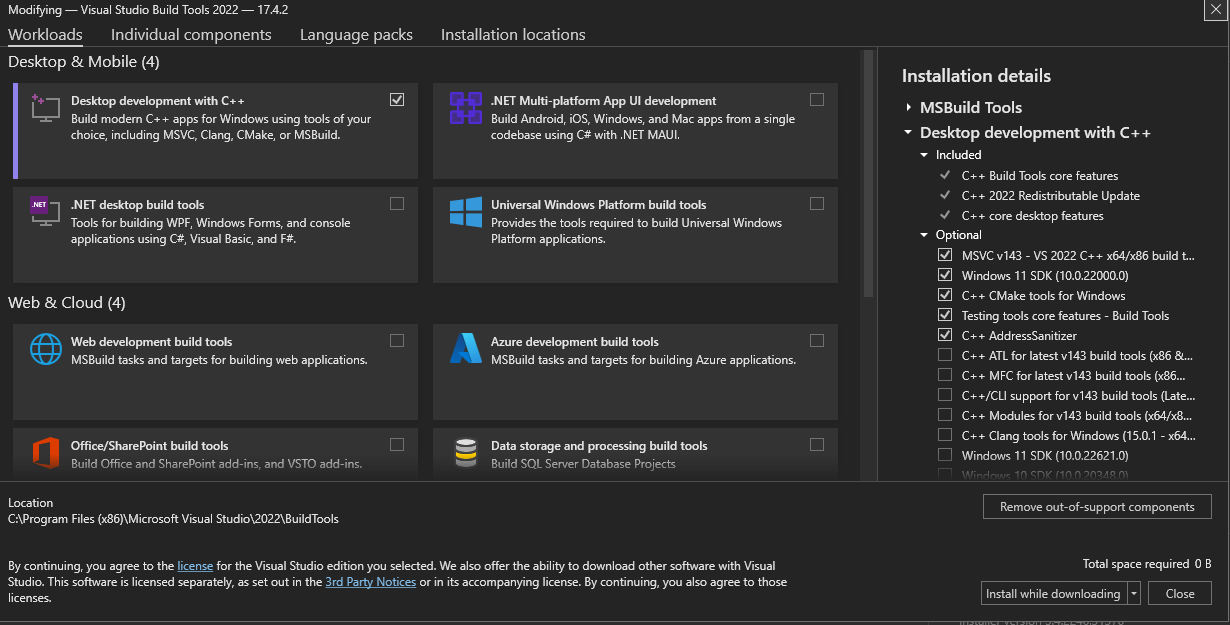 Modifying — Visual Studio Build Tools 2022 — 17.4.2
Workloads Individual components Language packs Installation locations
Desktop & Mobile (4)
Desktop development with C++
Build modern C++ apps for Windows using tools of your
choice, including MSVC, Clang, CMake, or MSBuild.
.NET Multi-platform App UI development
Build Android, iOS, Windows, and Mac apps from a single
codebase using C# with .NET MAUI.
.NET
.NET desktop build tools
Tools for building WPF, Windows Forms, and console
applications using C#, Visual Basic, and F#.
Universal Windows Platform build tools
Provides the tools required to build Universal Windows
Platform applications.
Web & Cloud (4)
Web development build tools
MSBuild tasks and targets for building web applications.
Azure development build tools
MSBuild tasks and targets for building Azure applications.
Office/SharePoint build tools
Build Office and SharePoint add-ins, and VSTO add-ins.
Data storage and processing build tools
Build SQL Server Database Projects
Installation details
MSBuild Tools
Desktop development with C++
Included
C++ Build Tools core features
C++ 2022 Redistributable Update
C++ core desktop features
Optional
MSVC v143 - VS 2022 C++ x64/x86 build t...
Windows 11 SDK (10.0.22000.0)
C++ CMake tools for Windows
Testing tools core features - Build Tools
C++ AddressSanitizer
C++ ATL for latest v143 build tools (x86 &...
C++ MFC for latest v143 build tools (x86...
C++/CLI support for v143 build tools (Late...
C++ Modules for v143 build tools (x64/x8...
C++ Clang tools for Windows (15.0.1 - x64...
Windows 11 SDK (10.0.22621.0)
Windows 10 SDK (10.0.20348.0)
Location
C:\Program Files (x86)\Microsoft Visual Studio\2022\BuildTools
Remove out-of-support components
By continuing, you agree to the license for the Visual Studio edition you selected. We also offer the ability to download other software with Visual
Studio. This software is licensed separately, as set out in the 3rd Party Notices or in its accompanying license. By continuing, you also agree to those
licenses.
Total space required 0 B
Install while downloading
Close